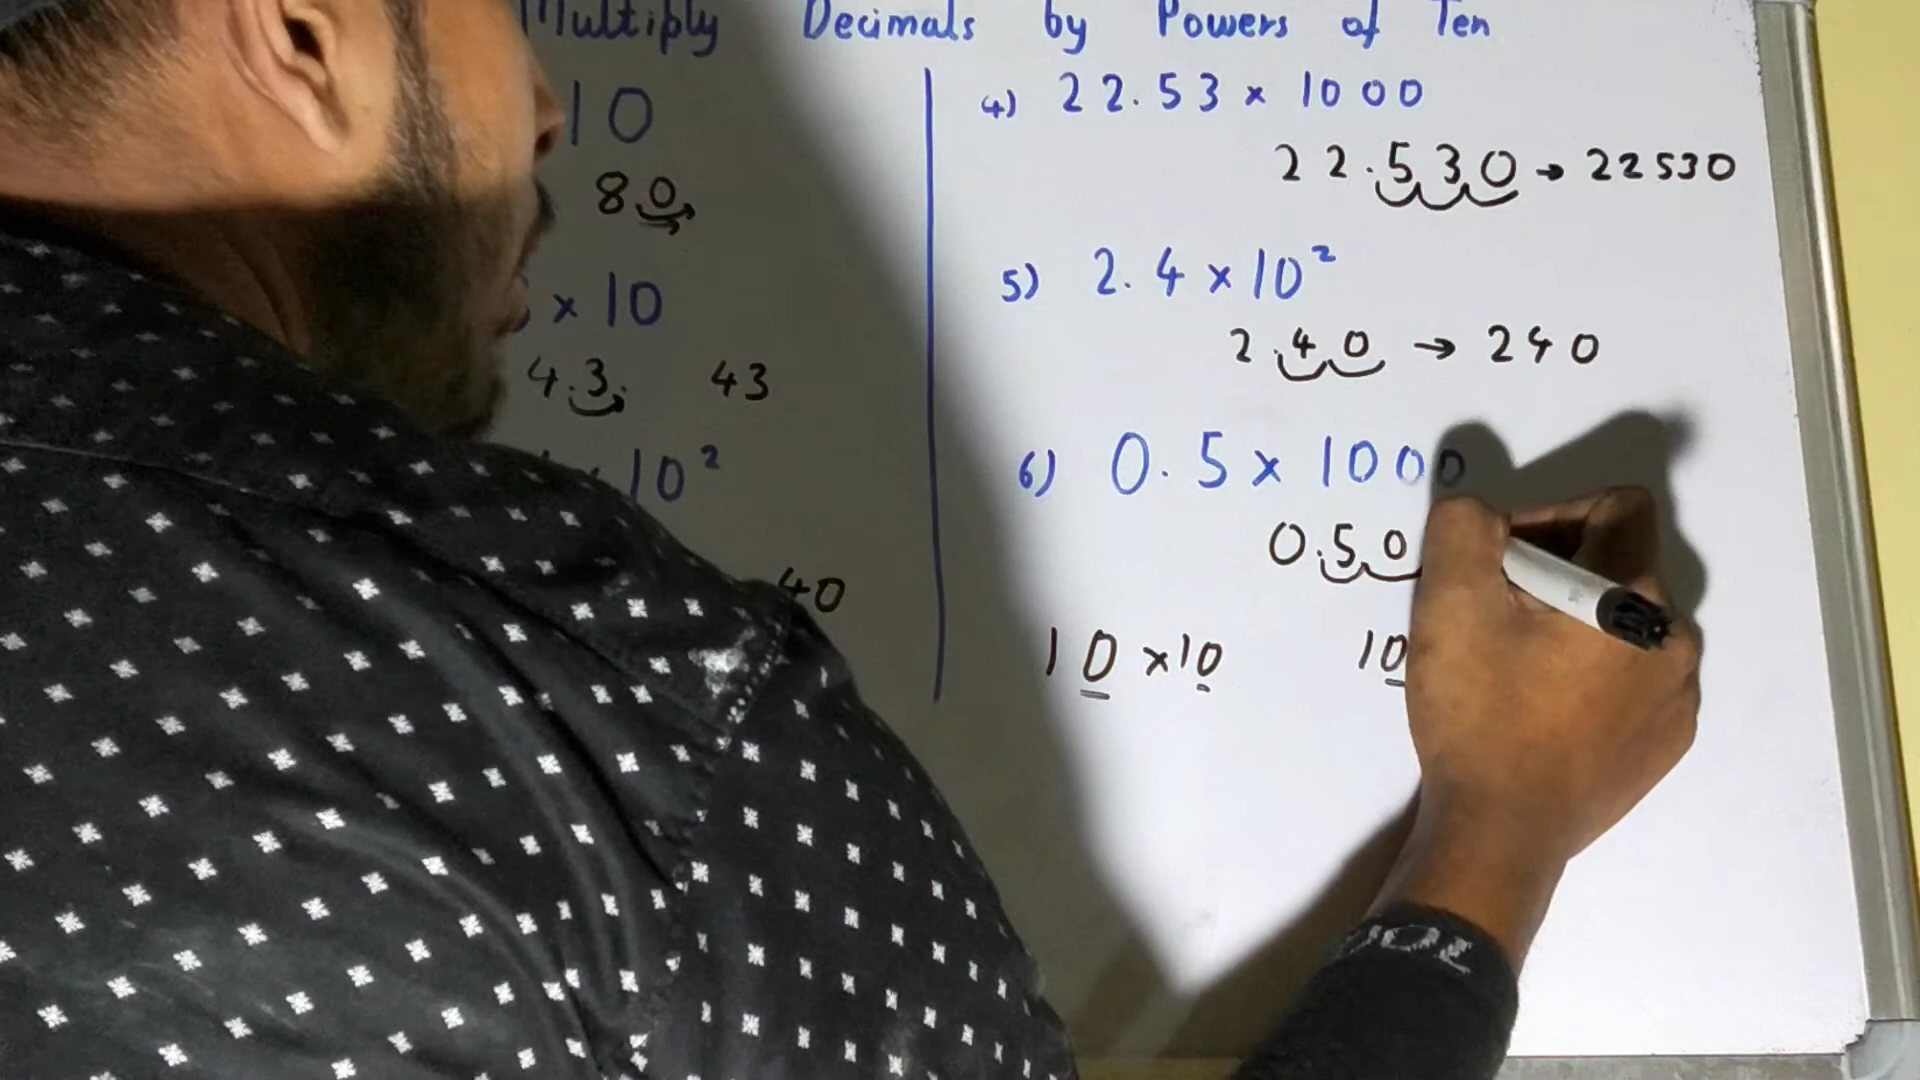 Multiply Decimals by Powers of Ten
10
80
x 10
4.3. 43
10²
40
4) 22.53 x 1000
22.530 → 22530
5) 2.4 x 10²
2.40 → 240
6) 0.5 x 1000
0.50
10 x10 10